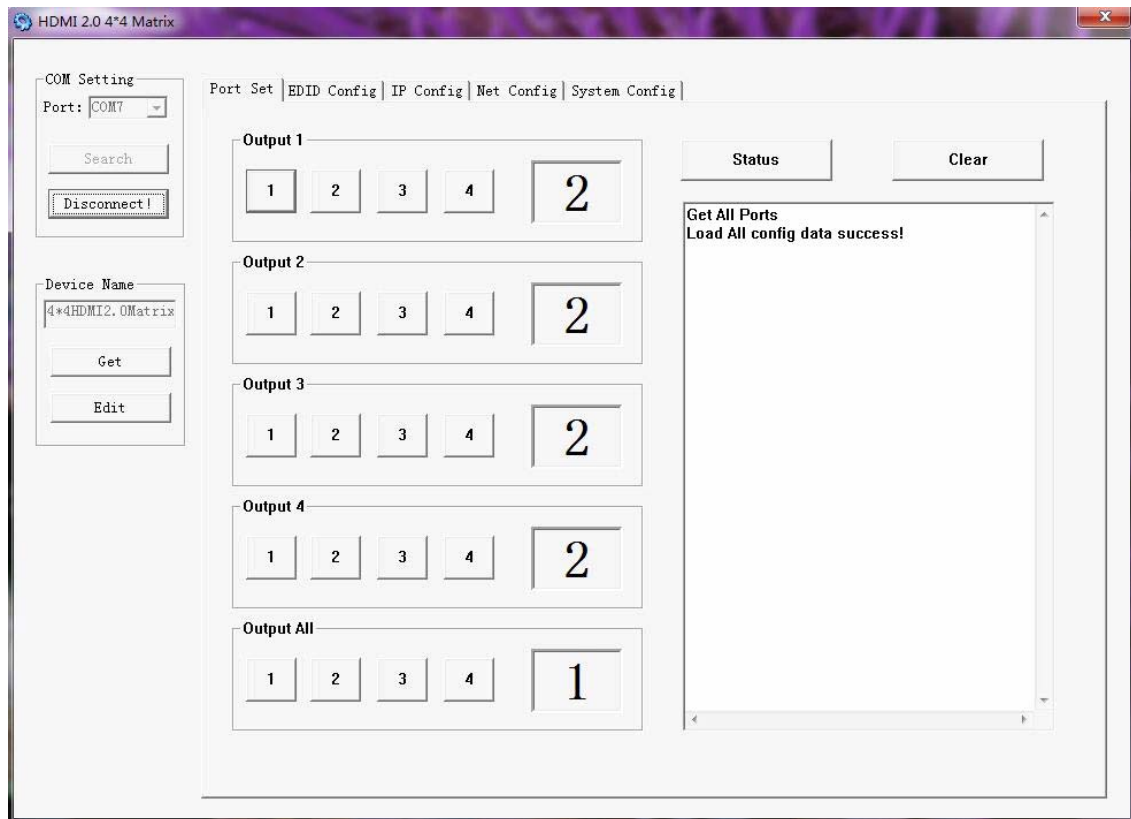 HDMI 2.0 4*4 Matrix
COM Setting
Port: COM7
Search
Disconnect!
Device Name
4*4HDMI2.0Matrix
Get
Edit
Port Set EDID Config IP Config Net Config System Config
Output 1
1 2 3 4 2
Output 2
1 2 3 4 2
Output 3
1 2 3 4 2
Output 4
1 2 3 4 2
Output All
1 2 3 4 1
Status Clear
Get All Ports
Load All config data success!